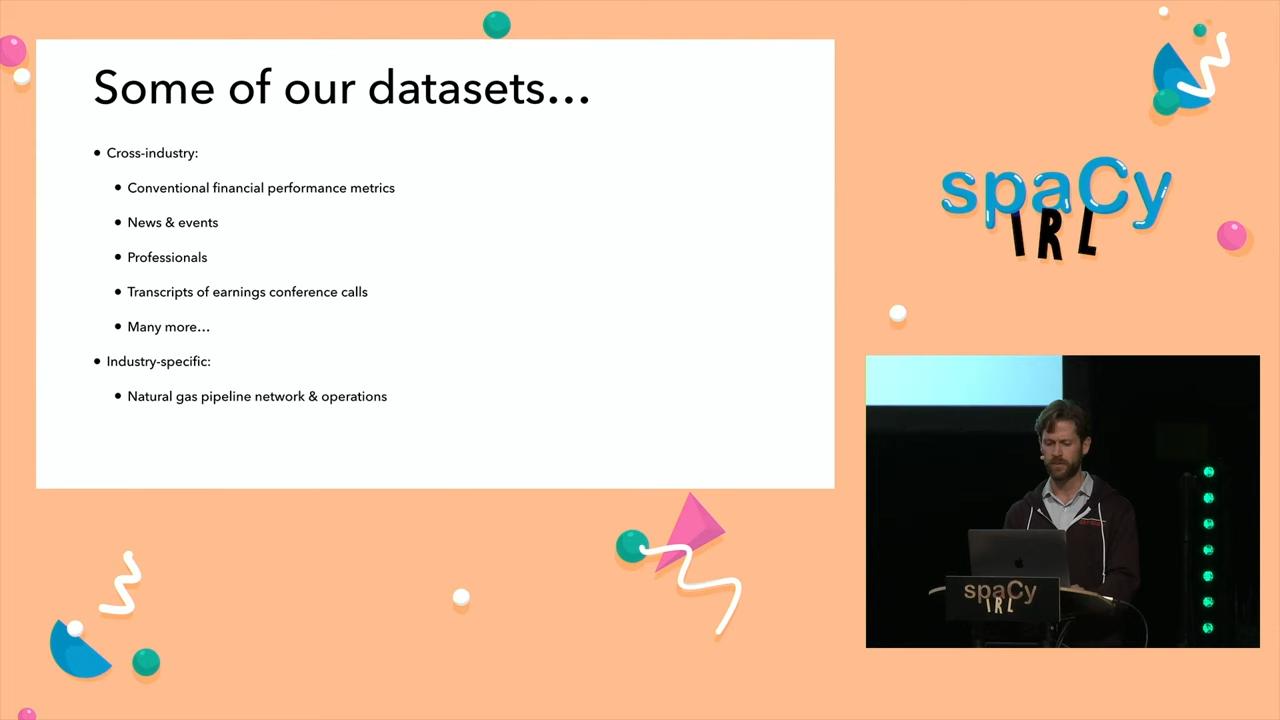 Some of our datasets...
• Cross-industry:
• Conventional financial performance metrics
• News & events
• Professionals
• Transcripts of earnings conference calls
• Many more...
• Industry-specific:
• Natural gas pipeline network & operations
spaCy
IRL
spaCy
IRL